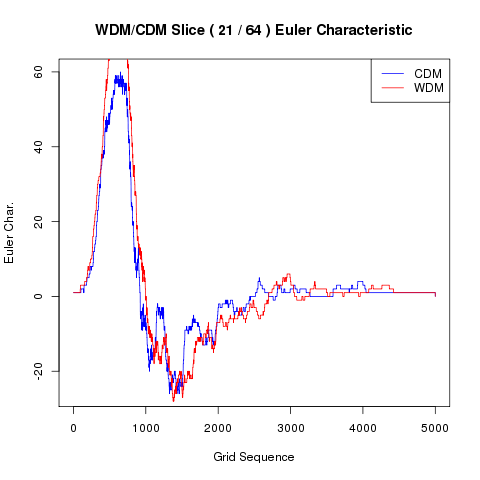 WDM/CDM Slice ( 21 / 64 ) Euler Characteristic
CDM
WDM
Euler Char.
60
40
20
0
-20
0 1000 2000 3000 4000 5000
Grid Sequence